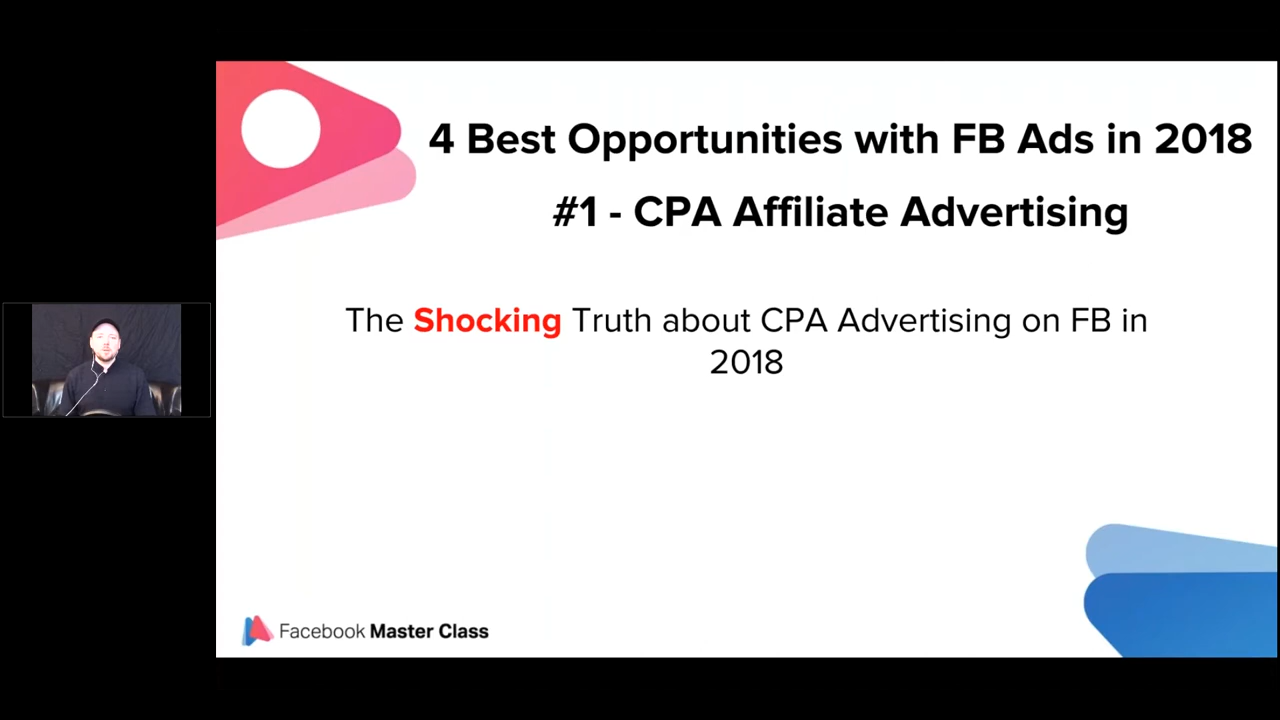 4 Best Opportunities with FB Ads in 2018
#1 - CPA Affiliate Advertising
The Shocking Truth about CPA Advertising on FB in
2018
Facebook Master Class